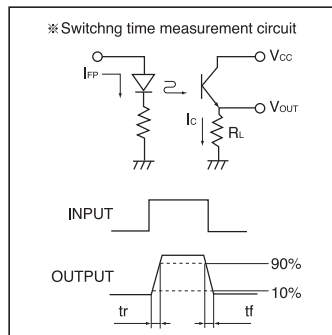 ※ Switchng time measurement circuit
IFP
VCC
VOUT
IC
RL
INPUT
OUTPUT
90%
10%
tr
tf